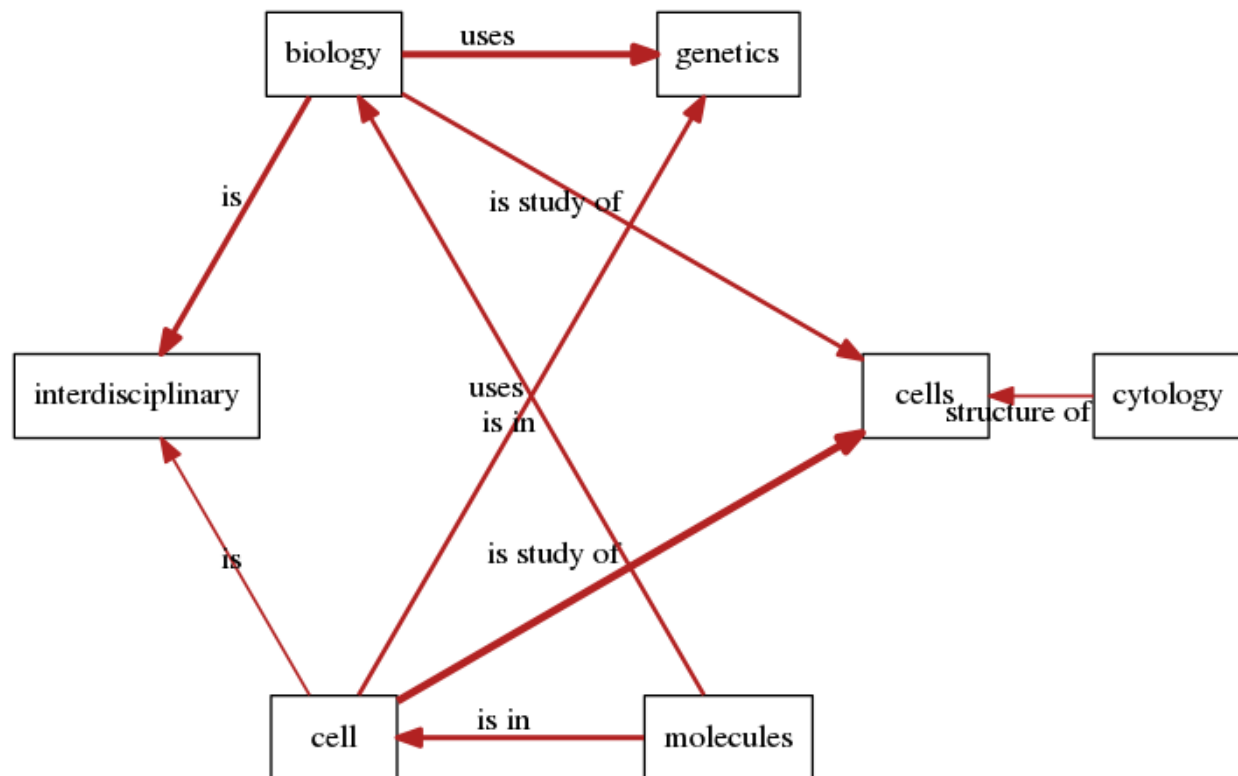 uses
biology
genetics
is
is study of
uses
is in
interdisciplinary
cells
structure of
cytology
is study of
is
is in
cell
molecules